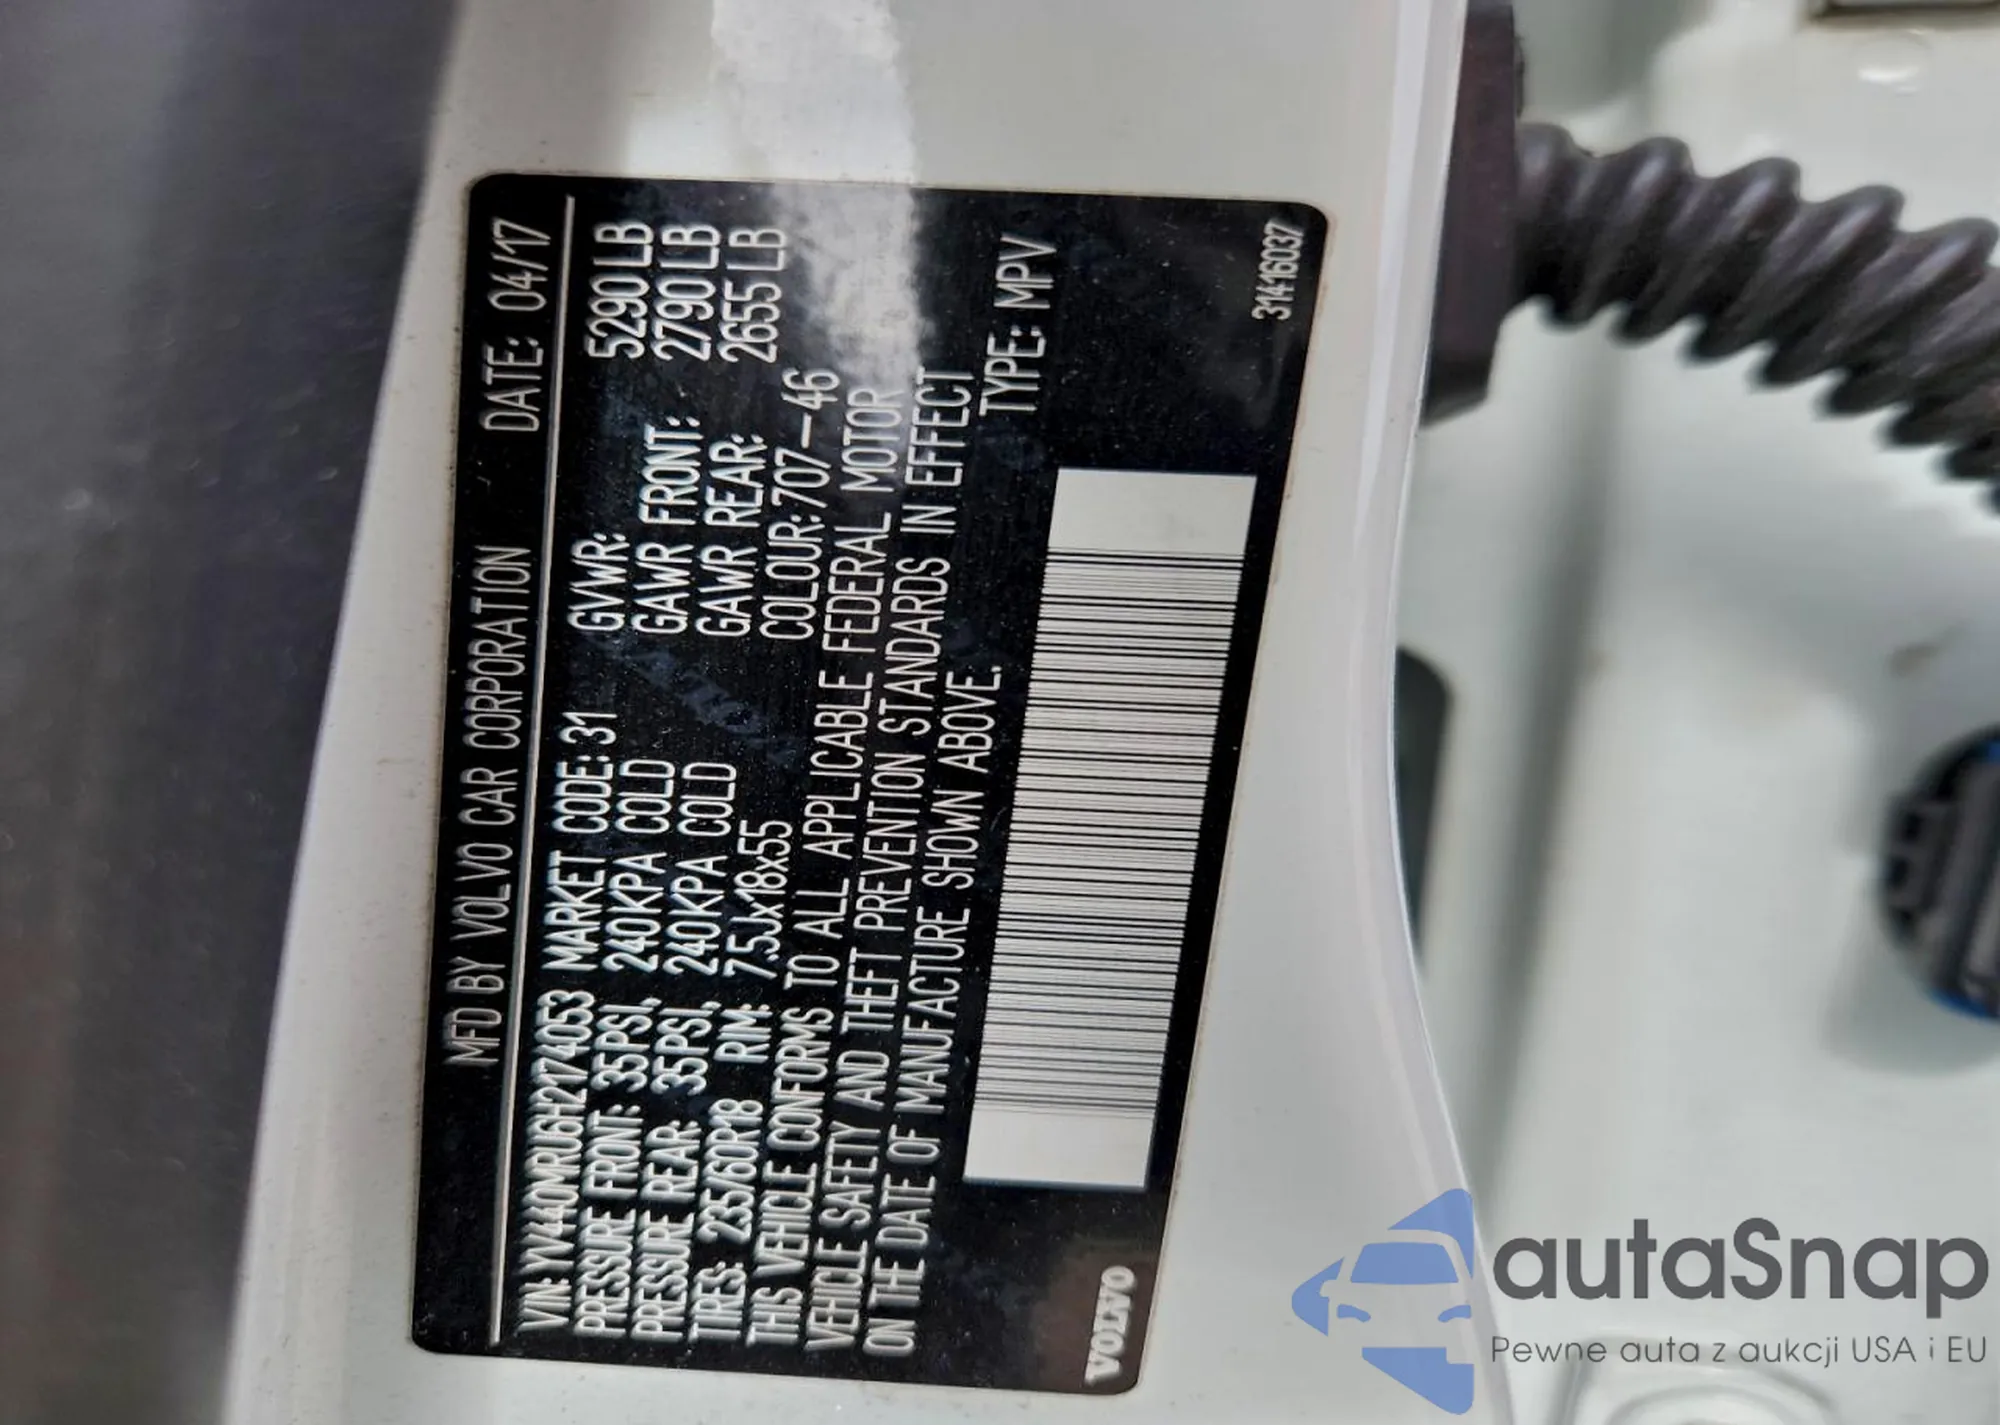 MFD BY VOLVO CAR CORPORATION DATE: 04/17
VIN: YV440MRU6H2174053 MARKET CODE: 31 GVWR: 5290 LB
PRESSURE FRONT: 35PSI, 240KPA COLD GAWR FRONT: 2790 LB
PRESSURE REAR: 35PSI, 240KPA COLD GAWR REAR: 2655 LB
TIRES: 235/60R18 RIM: 7.5Jx18x55 COLOUR: 707-46
THIS VEHICLE CONFORMS TO ALL APPLICABLE FEDERAL MOTOR
VEHICLE SAFETY AND THEFT PREVENTION STANDARDS IN EFFECT
ON THE DATE OF MANUFACTURE SHOWN ABOVE. TYPE: MPV
VOLVO
31416037
autaSnap
Pewne auta z aukcji USA i EU